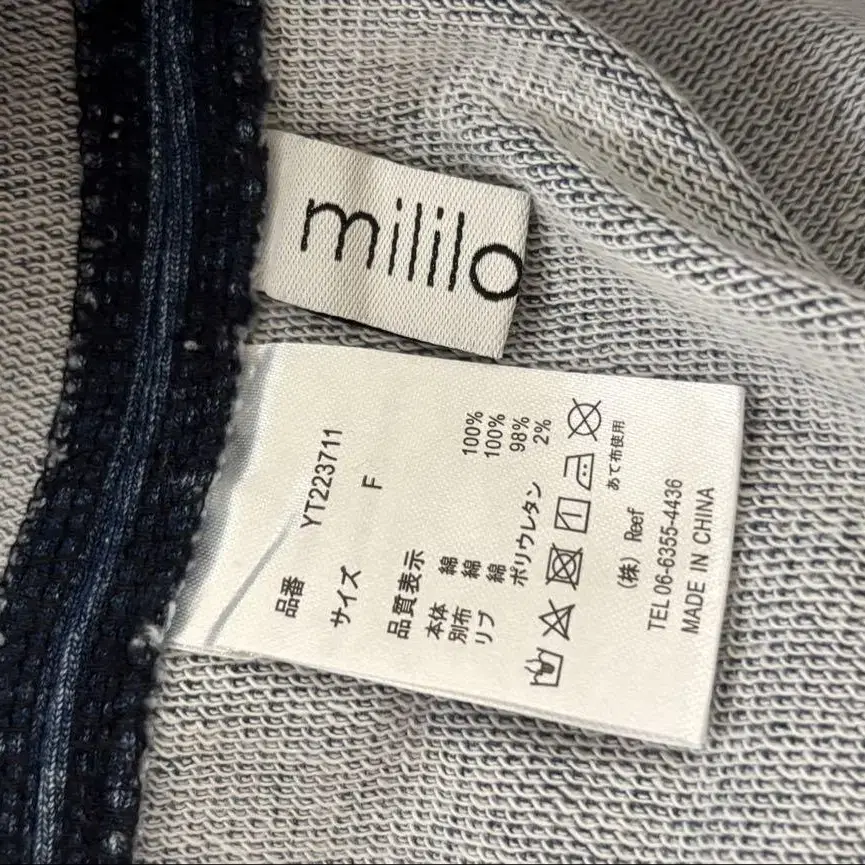 mililo
品番 YT223711
サイズ F
品質表示
本体 綿 100%
別布 綿 100%
リブ 綿 98%
ポリウレタン 2%
あて布使用
(株) Reef
TEL 06-6355-4436
MADE IN CHINA